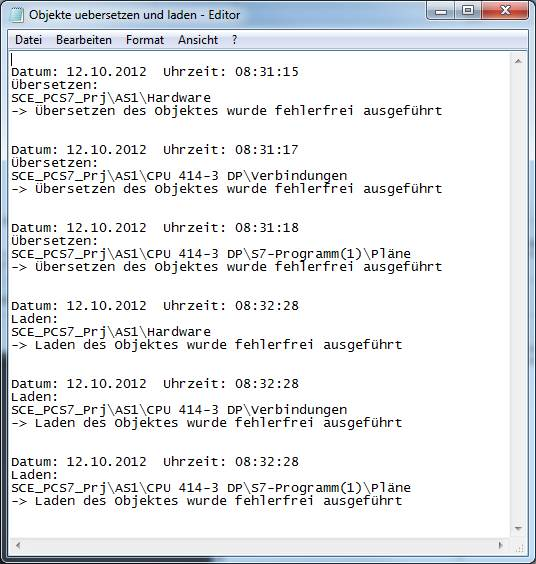 Objekte uebersetzen und laden - Editor
Datei Bearbeiten Format Ansicht ?
Datum: 12.10.2012  Uhrzeit: 08:31:15
Übersetzen:
SCE_PCS7_Prj\AS1\Hardware
-> Übersetzen des Objektes wurde fehlerfrei ausgeführt
Datum: 12.10.2012  Uhrzeit: 08:31:17
Übersetzen:
SCE_PCS7_Prj\AS1\CPU 414-3 DP\Verbindungen
-> Übersetzen des Objektes wurde fehlerfrei ausgeführt
Datum: 12.10.2012  Uhrzeit: 08:31:18
Übersetzen:
SCE_PCS7_Prj\AS1\CPU 414-3 DP\S7-Programm(1)\Pläne
-> Übersetzen des Objektes wurde fehlerfrei ausgeführt
Datum: 12.10.2012  Uhrzeit: 08:32:28
Laden:
SCE_PCS7_Prj\AS1\Hardware
-> Laden des Objektes wurde fehlerfrei ausgeführt
Datum: 12.10.2012  Uhrzeit: 08:32:28
Laden:
SCE_PCS7_Prj\AS1\CPU 414-3 DP\Verbindungen
-> Laden des Objektes wurde fehlerfrei ausgeführt
Datum: 12.10.2012  Uhrzeit: 08:32:28
Laden:
SCE_PCS7_Prj\AS1\CPU 414-3 DP\S7-Programm(1)\Pläne
-> Laden des Objektes wurde fehlerfrei ausgeführt